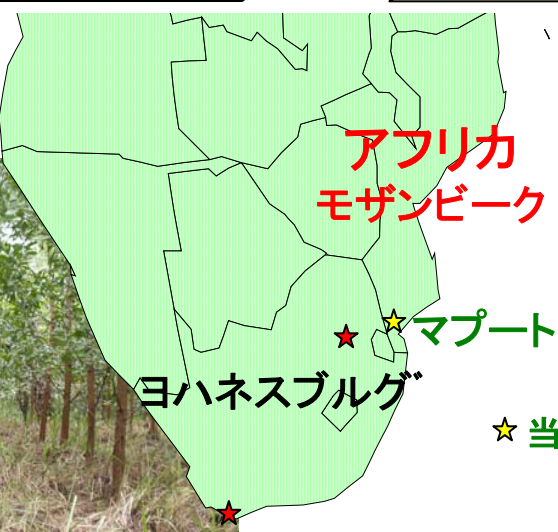 アフリカ
モザンビーク
マプート
ヨハネスブルグ
当